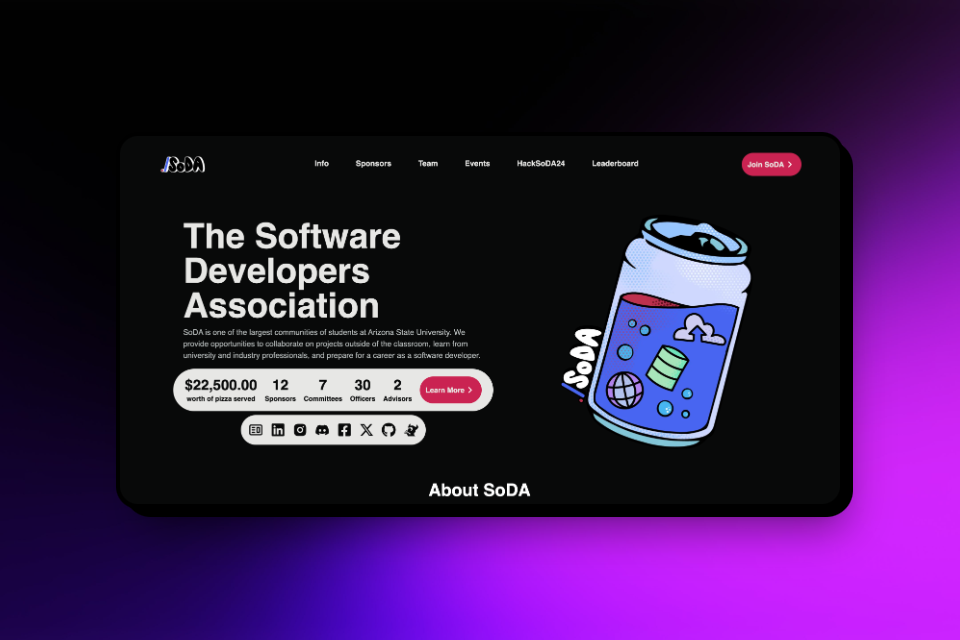 SoDA
Info
Sponsors
Team
Events
HackSoDA24
Leaderboard
Join SoDA
The Software
Developers
Association
SoDA is one of the largest communities of students at Arizona State University. We
provide opportunities to collaborate on projects outside of the classroom, learn from
university and industry professionals, and prepare for a career as a software developer.
$22,500.00
worth of pizza served
12
Sponsors
7
Committees
30
Officers
2
Advisors
Learn More
SoDA
About SoDA